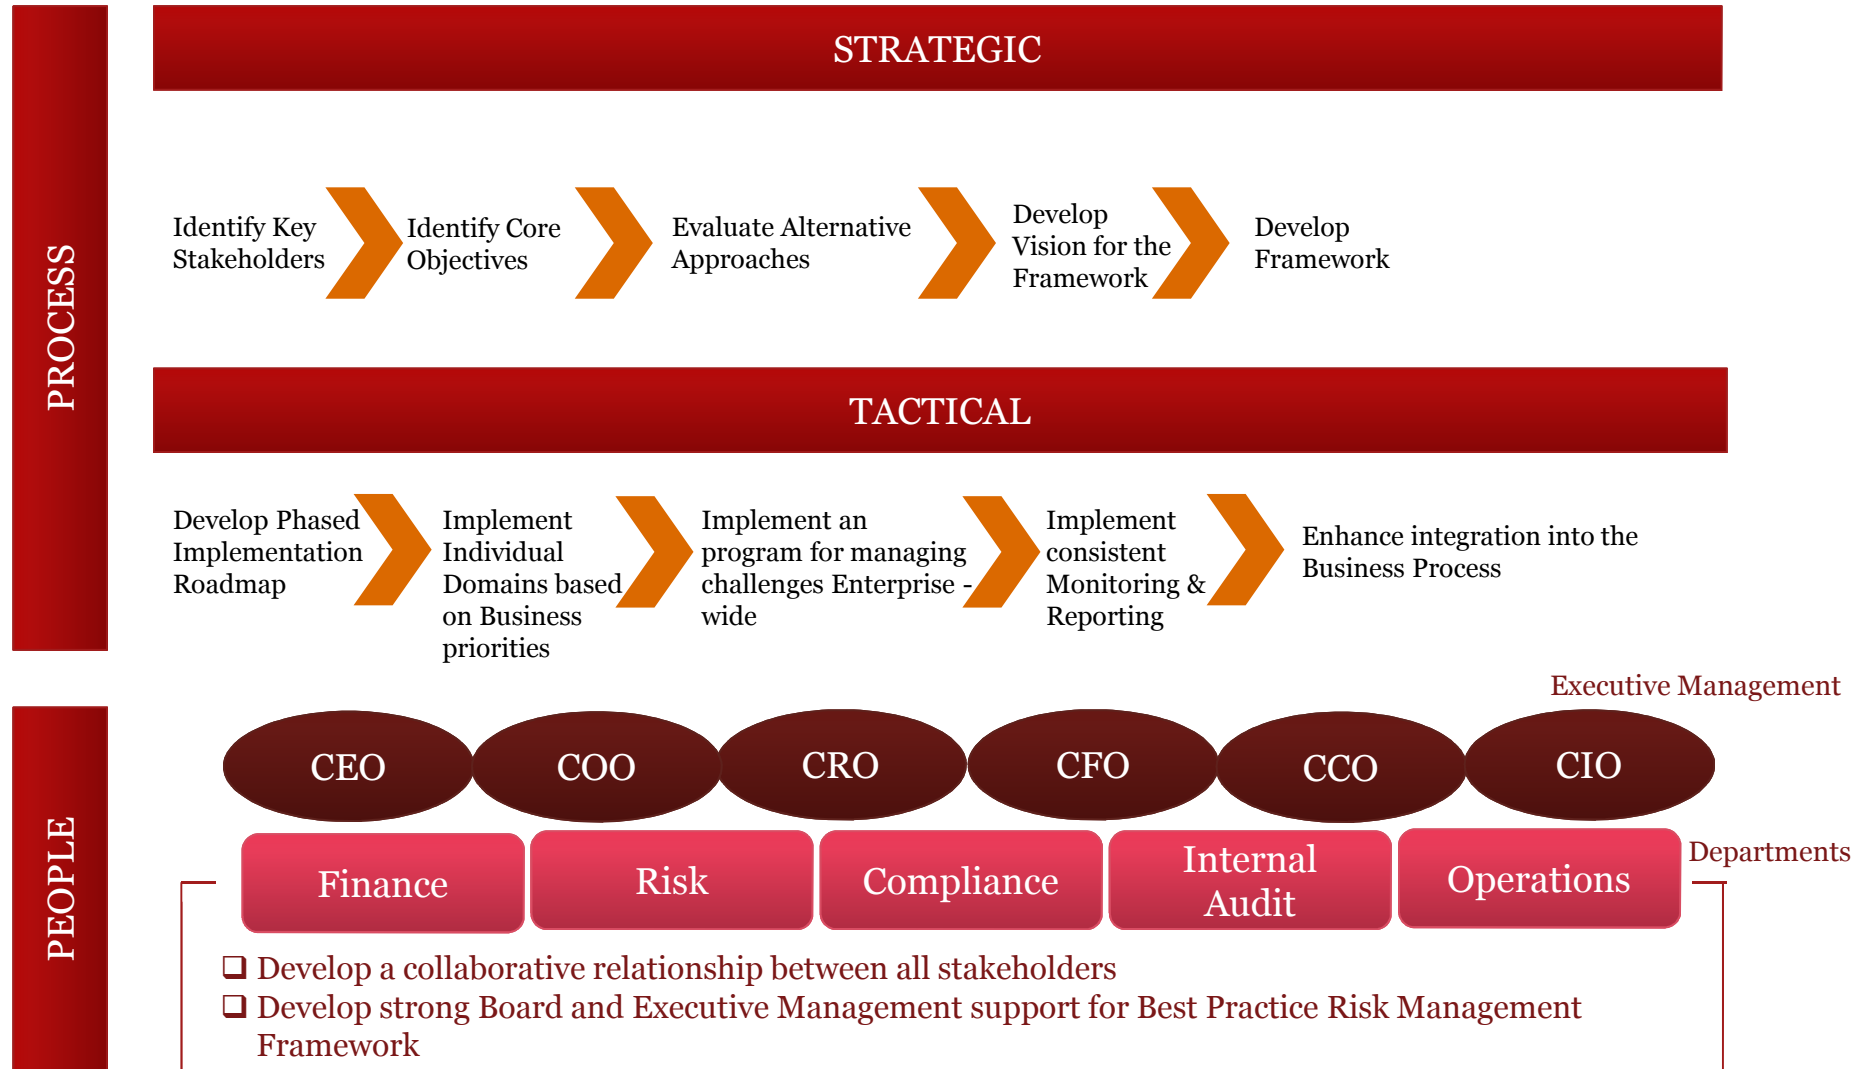 PROCESS
STRATEGIC
Identify Key
Stakeholders
Identify Core
Objectives
Evaluate Alternative
Approaches
Develop
Vision for the
Framework
Develop
Framework
TACTICAL
Develop Phased
Implementation
Roadmap
Implement
Individual
Domains based
on Business
priorities
Implement an
program for managing
challenges Enterprise -
wide
Implement
consistent
Monitoring &
Reporting
Enhance integration into the
Business Process
PEOPLE
Executive Management
CEO
COO
CRO
CFO
CCO
CIO
Departments
Finance
Risk
Compliance
Internal
Audit
Operations
❑ Develop a collaborative relationship between all stakeholders
❑ Develop strong Board and Executive Management support for Best Practice Risk Management
Framework